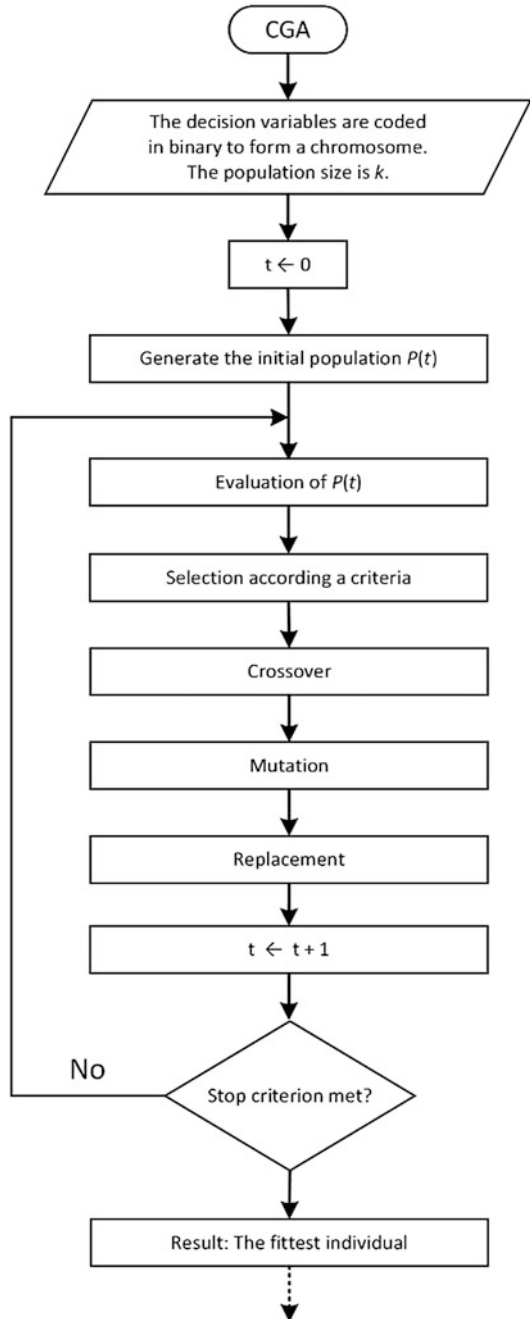 CGA
The decision variables are coded
in binary to form a chromosome.
The population size is k.
t ← 0
Generate the initial population P(t)
Evaluation of P(t)
Selection according a criteria
Crossover
Mutation
Replacement
t ← t + 1
No
Stop criterion met?
Result: The fittest individual